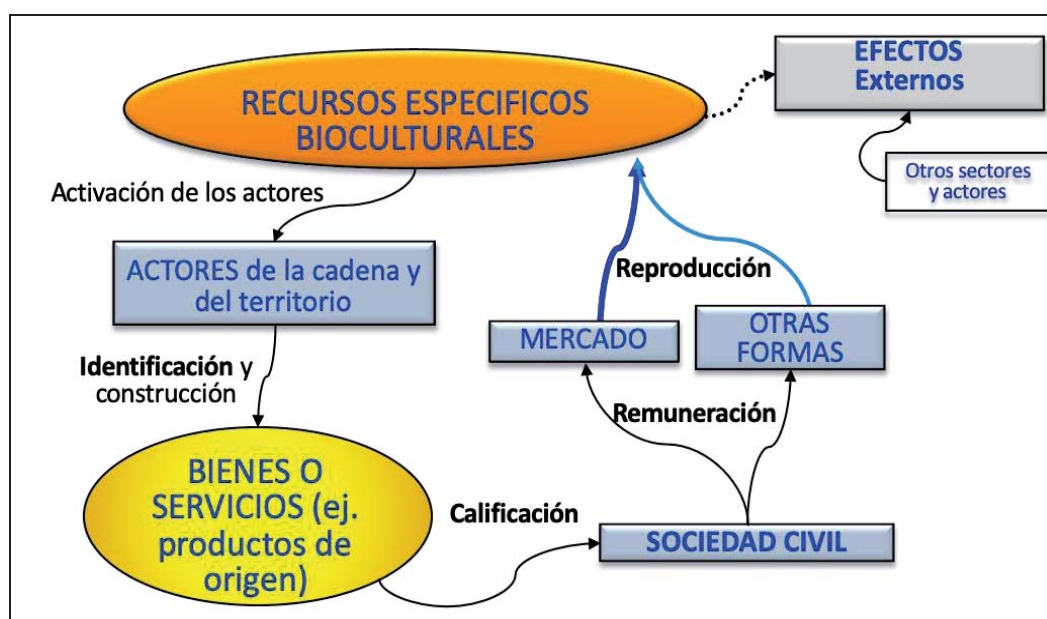 RECURSOS ESPECIFICOS
BIOCULTURALES
EFECTOS
Externos
Otros sectores
y actores
Activación de los actores
ACTORES de la cadena y
del territorio
Identificación y
construcción
BIENES O
SERVICIOS (ej.
productos de
origen)
Calificación
SOCIEDAD CIVIL
Remuneración
MERCADO
OTRAS
FORMAS
Reproducción